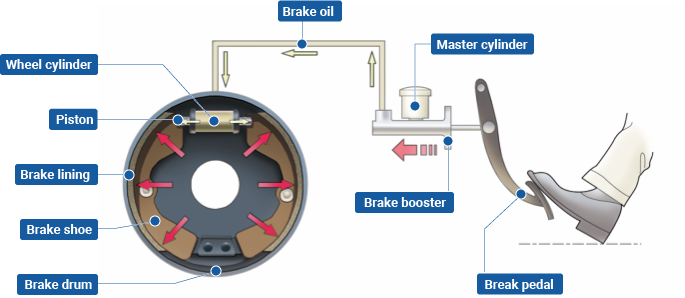 Brake oil
Master cylinder
Wheel cylinder
Piston
Brake lining
Brake booster
Brake shoe
Brake drum
Break pedal